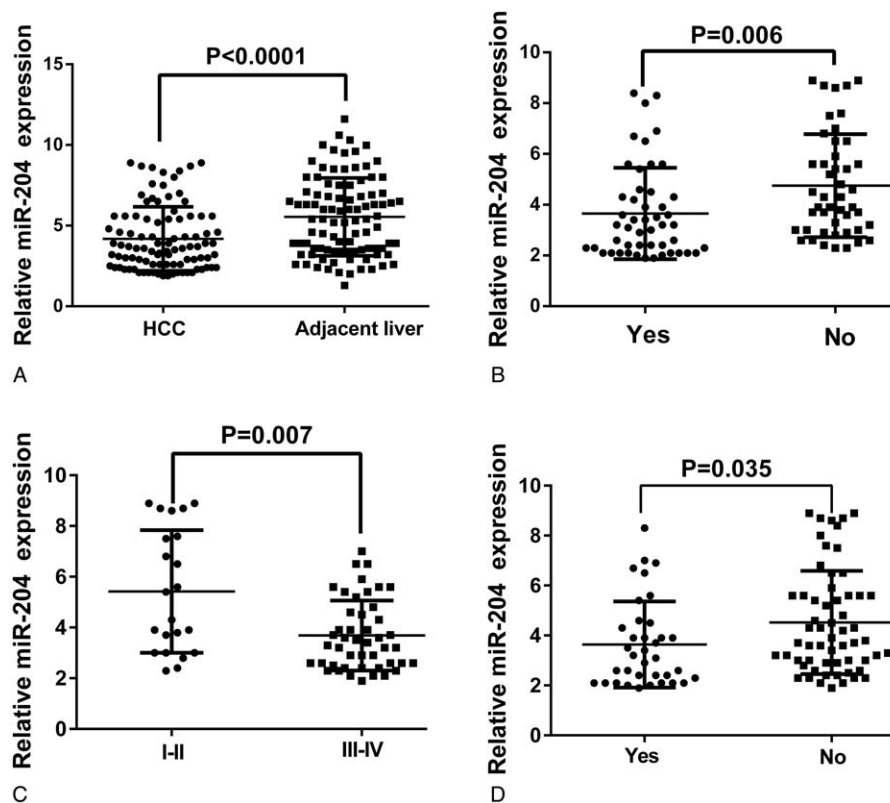 P<0.0001
Relative miR-204 expression
15
10
5
0
HCC Adjacent liver
A
P=0.006
Relative miR-204 expression
10
8
6
4
2
0
Yes No
B
P=0.007
Relative miR-204 expression
10
8
6
4
2
0
I-II III-IV
C
P=0.035
Relative miR-204 expression
10
8
6
4
2
0
Yes No
D